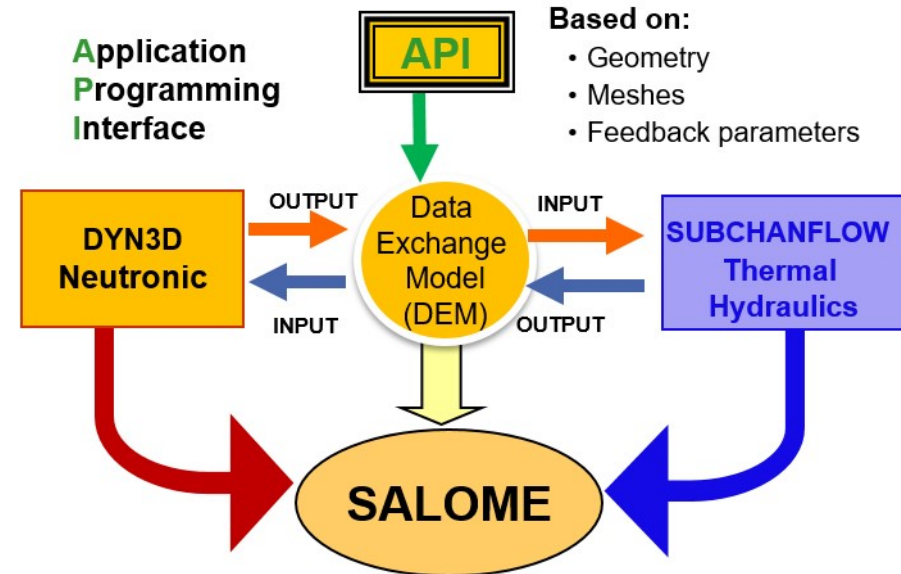 Application
Programming
Interface
API
Based on:
• Geometry
• Meshes
• Feedback parameters
DYN3D
Neutronic
OUTPUT
INPUT
Data
Exchange
Model
(DEM)
INPUT
OUTPUT
SUBCHANFLOW
Thermal
Hydraulics
SALOME